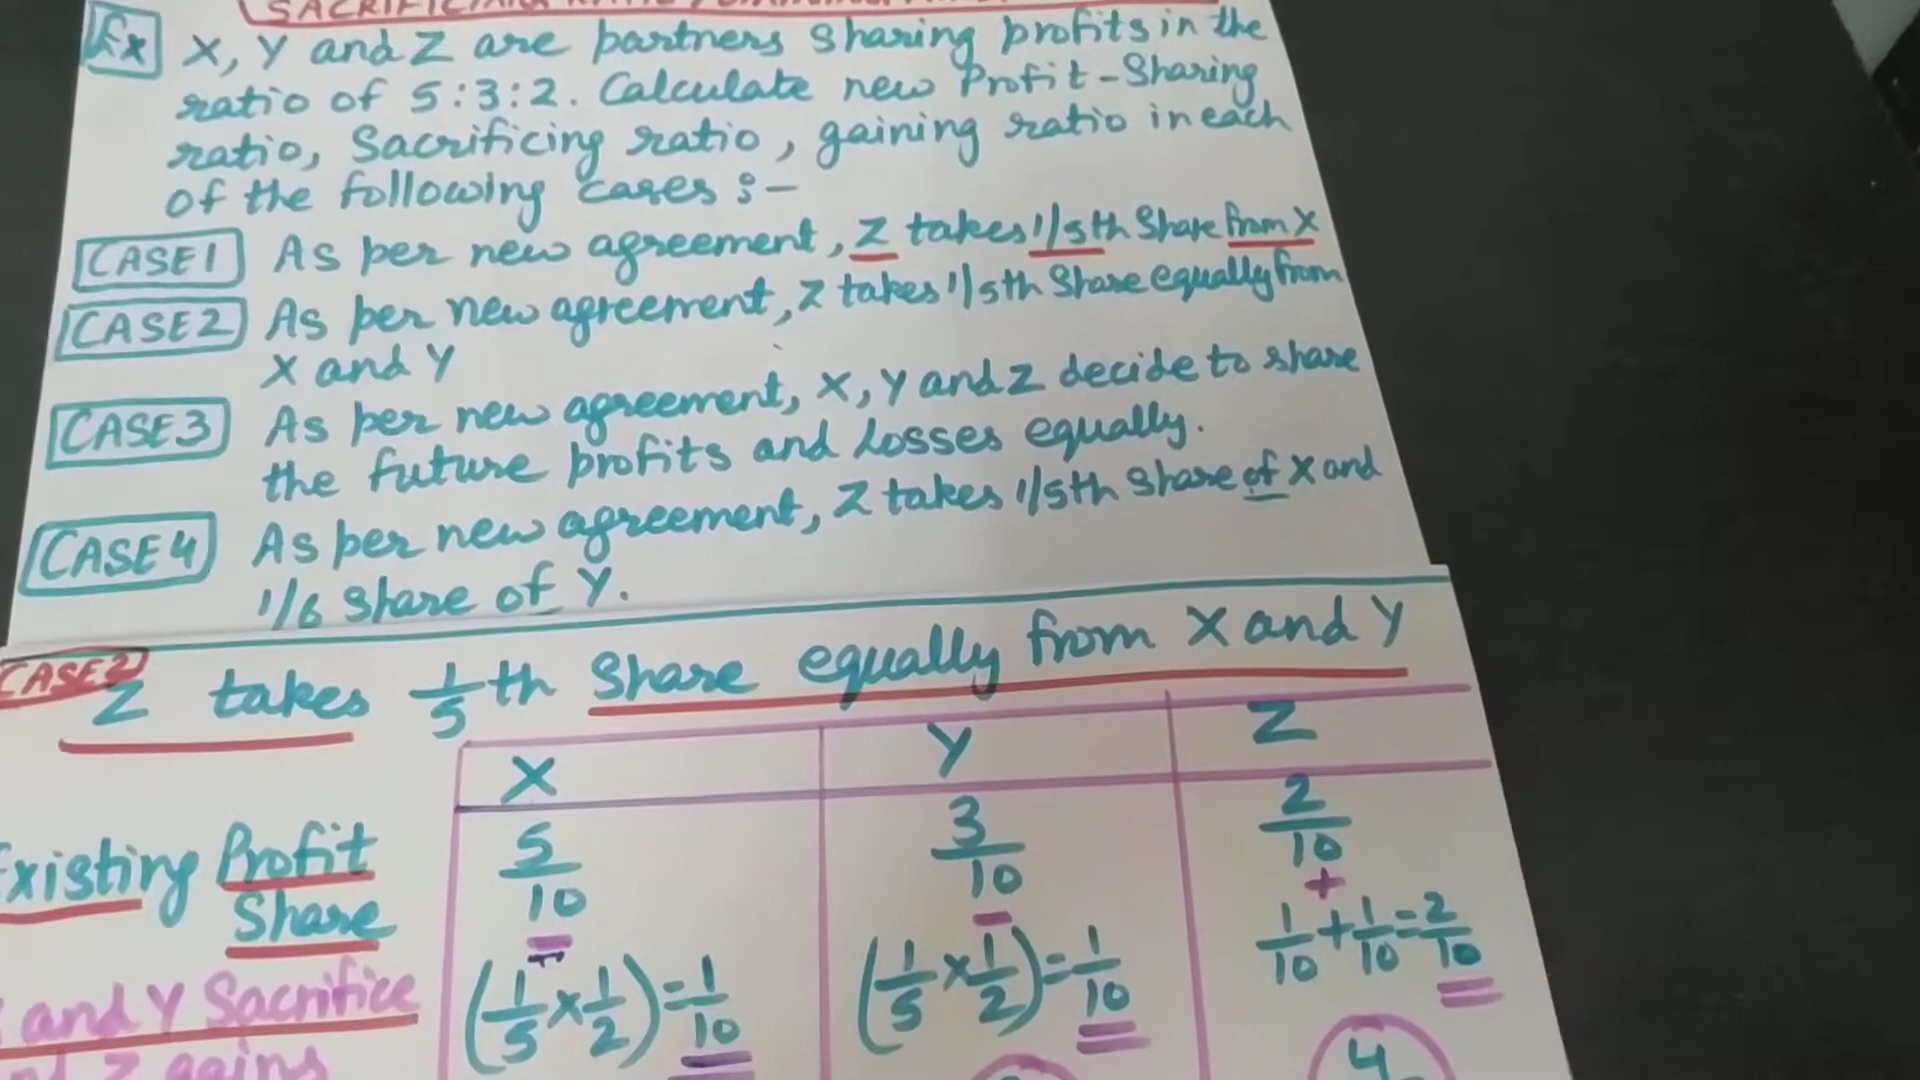 SACRIFICING RATIO
Ex X, Y and Z are partners sharing profits in the
ratio of 5:3:2. Calculate new Profit-Sharing
ratio, Sacrificing ratio, gaining ratio in each
of the following cases :-
CASE 1 As per new agreement, Z takes 1/5th Share from X
CASE 2 As per new agreement, Z takes 1/5th Share equally from
X and Y
CASE 3 As per new agreement, X, Y and Z decide to share
the future profits and losses equally.
CASE 4 As per new agreement, Z takes 1/5th Share of X and
1/6 Share of Y.
CASE 2
Z takes 1/5 th Share equally from X and Y
X Y Z
Existing Profit Share 5/10 3/10 2/10
- - +
and Y Sacrifice (1/5 × 1/2) = 1/10 (1/5 × 1/2) = 1/10 1/10 + 1/10 = 2/10
Z gains
4